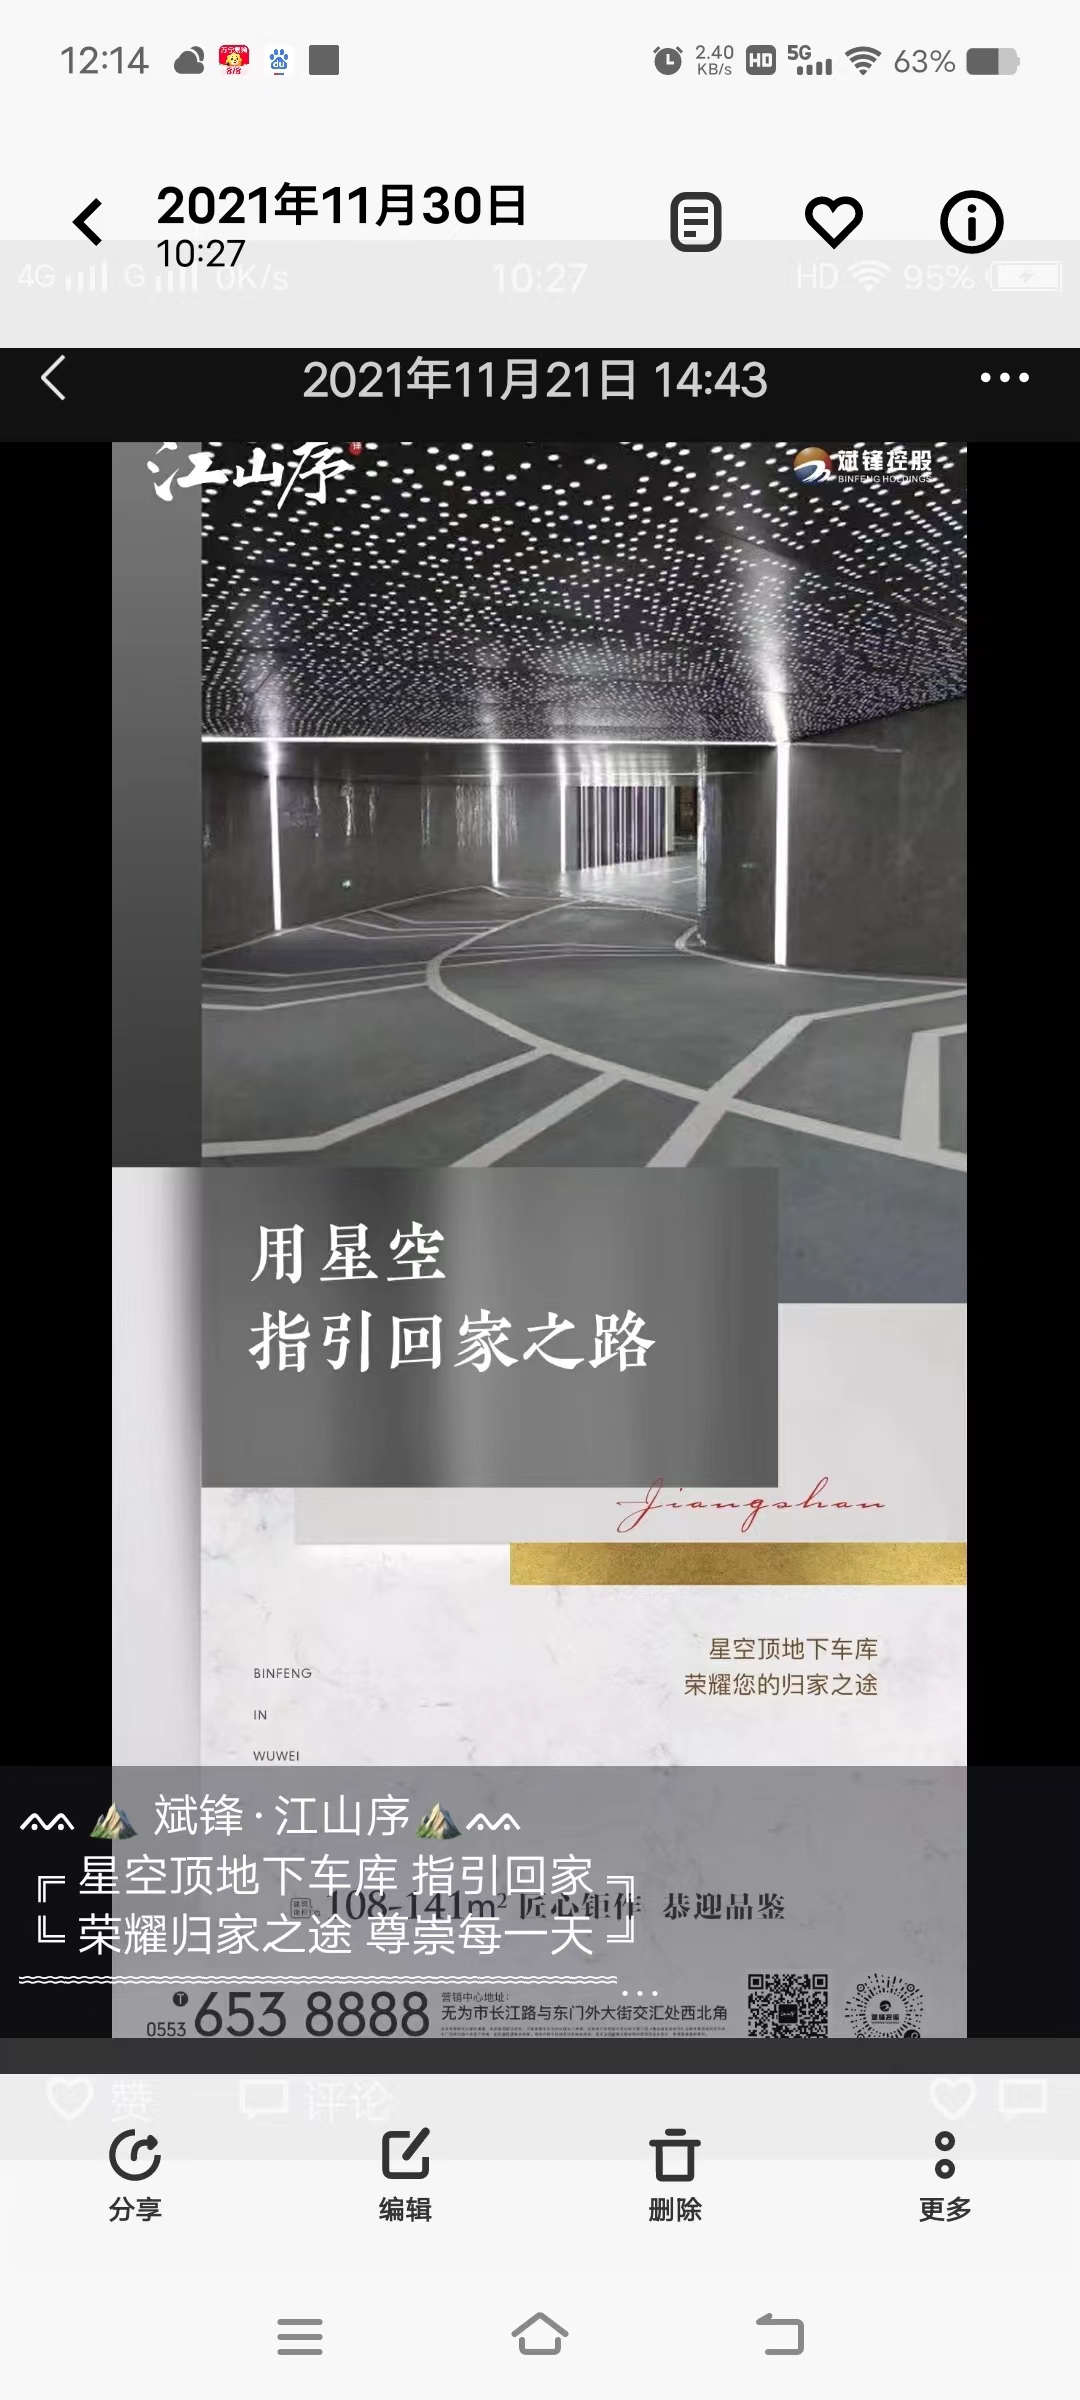 12:14
2.40 KB/s HD 5G 63%
2021年11月30日
10:27
4G G 0K/s 10:27 HD 95%
2021年11月21日 14:43
江山序
斌锋控股
BINFENG HOLDINGS
用星空
指引回家之路
Jiangshan
星空顶地下车库
荣耀您的归家之途
BINFENG
IN
WUWEI
斌锋·江山序
╔ 星空顶地下车库 指引回家 ╗
108-141m² 匠心钜作 恭迎品鉴
╚ 荣耀归家之途 尊崇每一天 ╝
...
0553 653 8888
营销中心地址:
无为市长江路与东门外大街交汇处西北角
赞 评论
分享 编辑 删除 更多